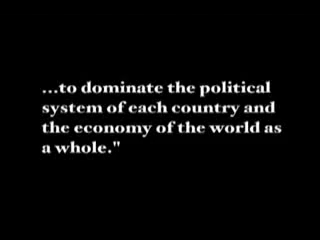 ...to dominate the political
system of each country and
the economy of the world as
a whole."